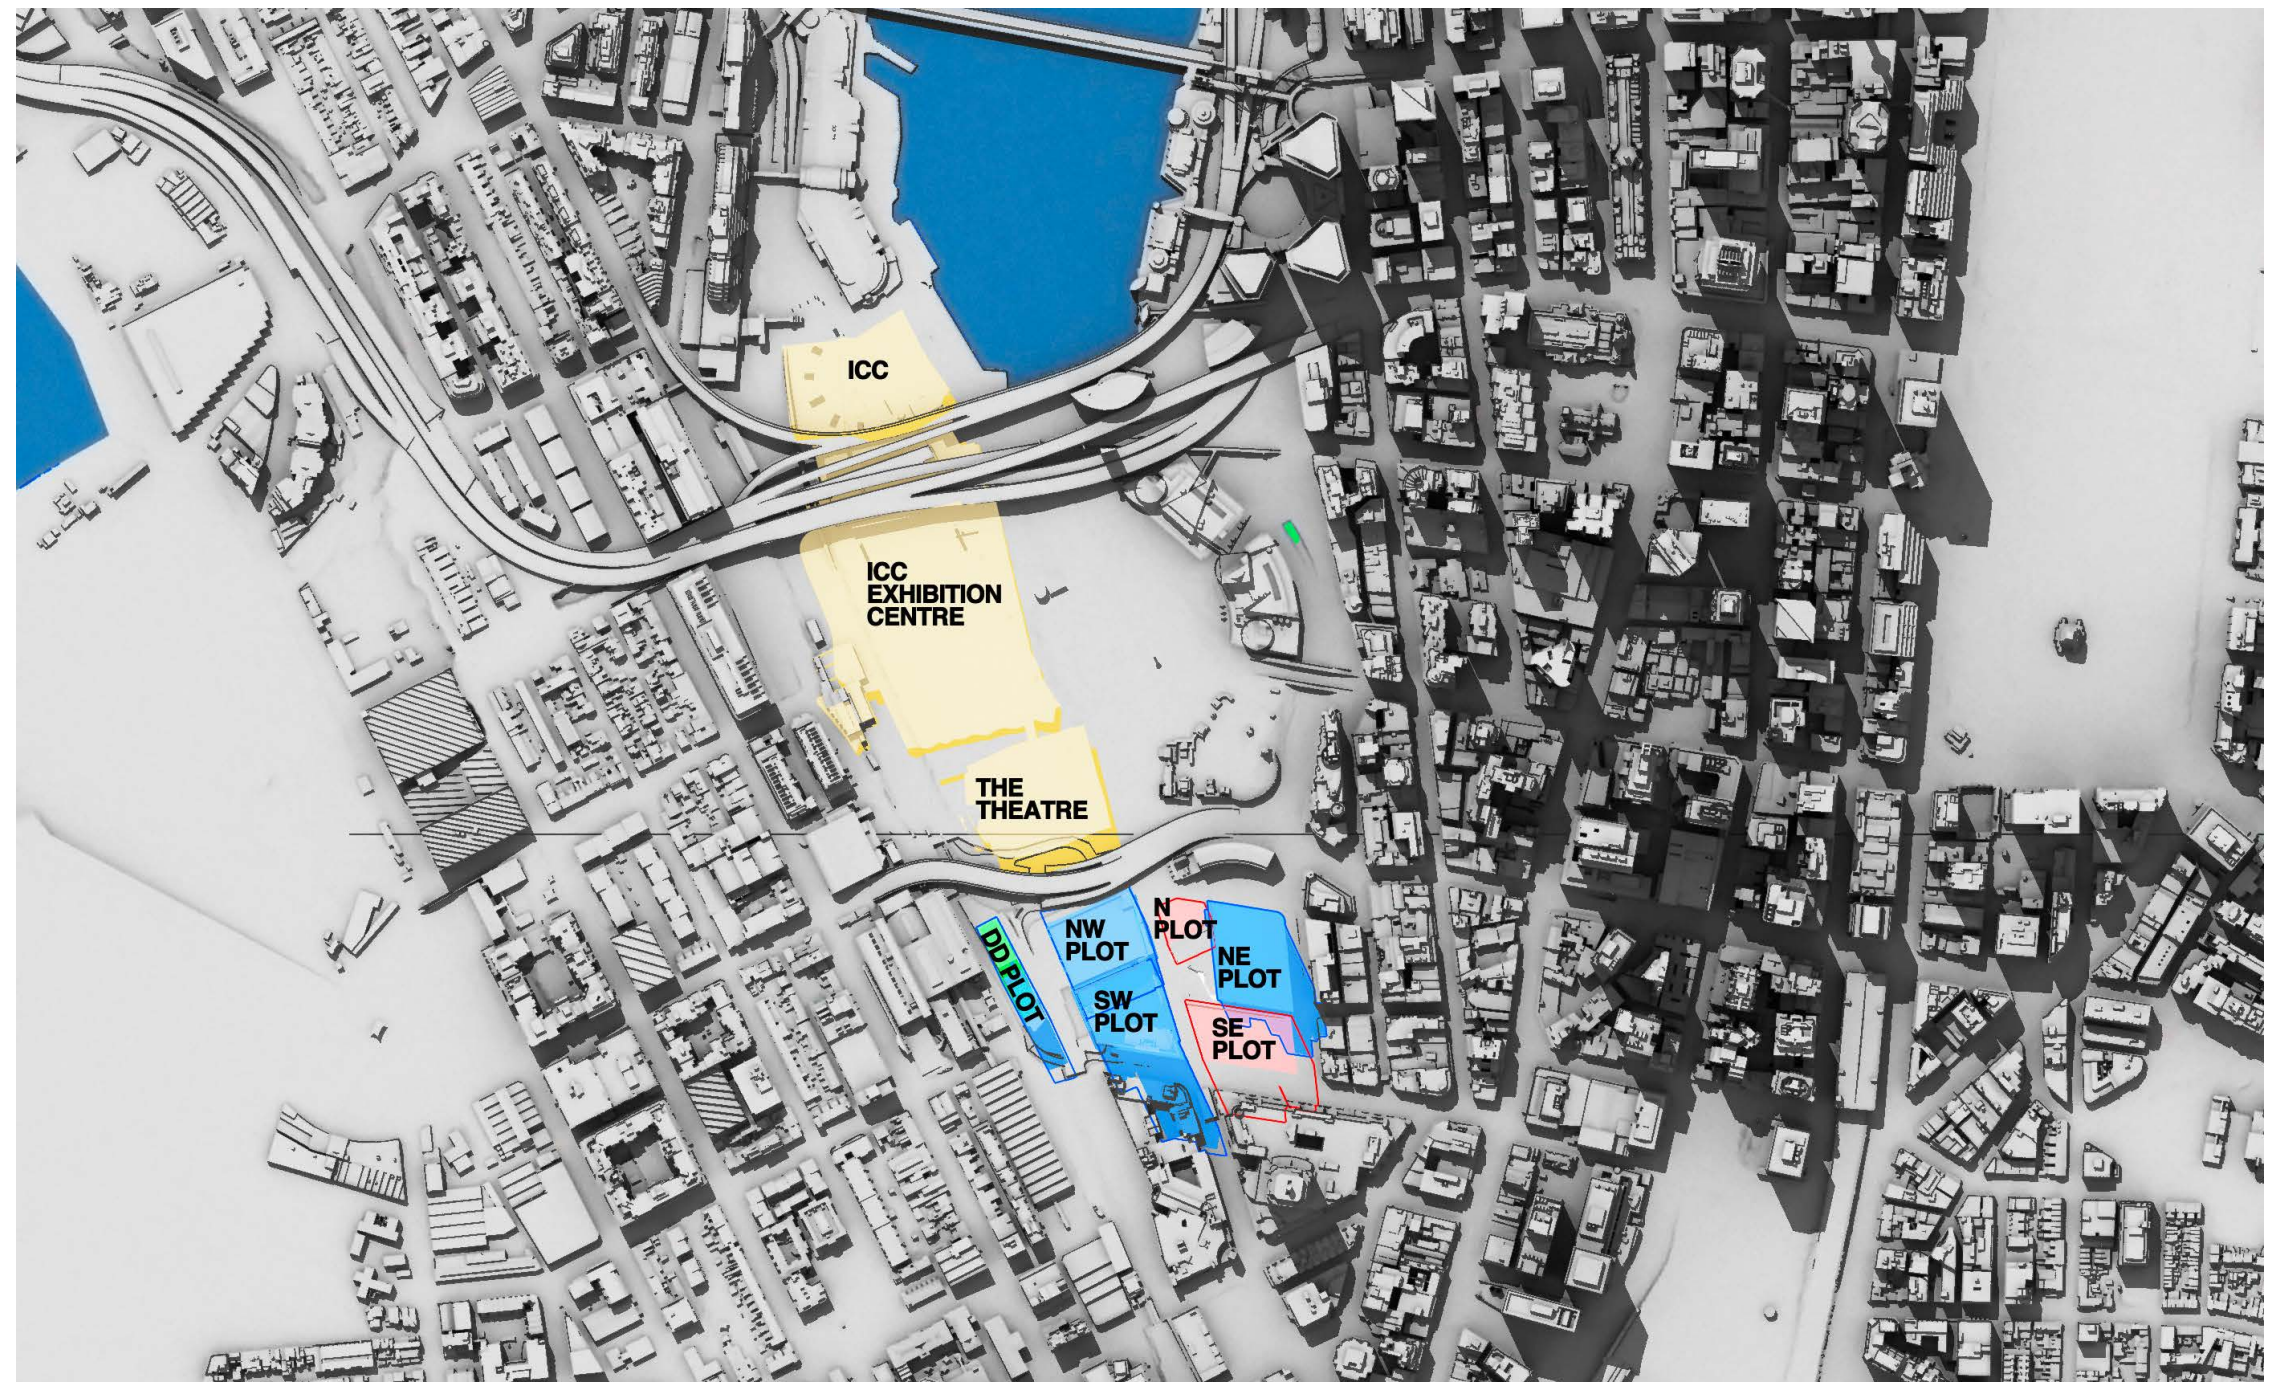 ICC
ICC
EXHIBITION
CENTRE
THE
THEATRE
N
PLOT
NW
PLOT
DD PLOT
NE
PLOT
SW
PLOT
SE
PLOT